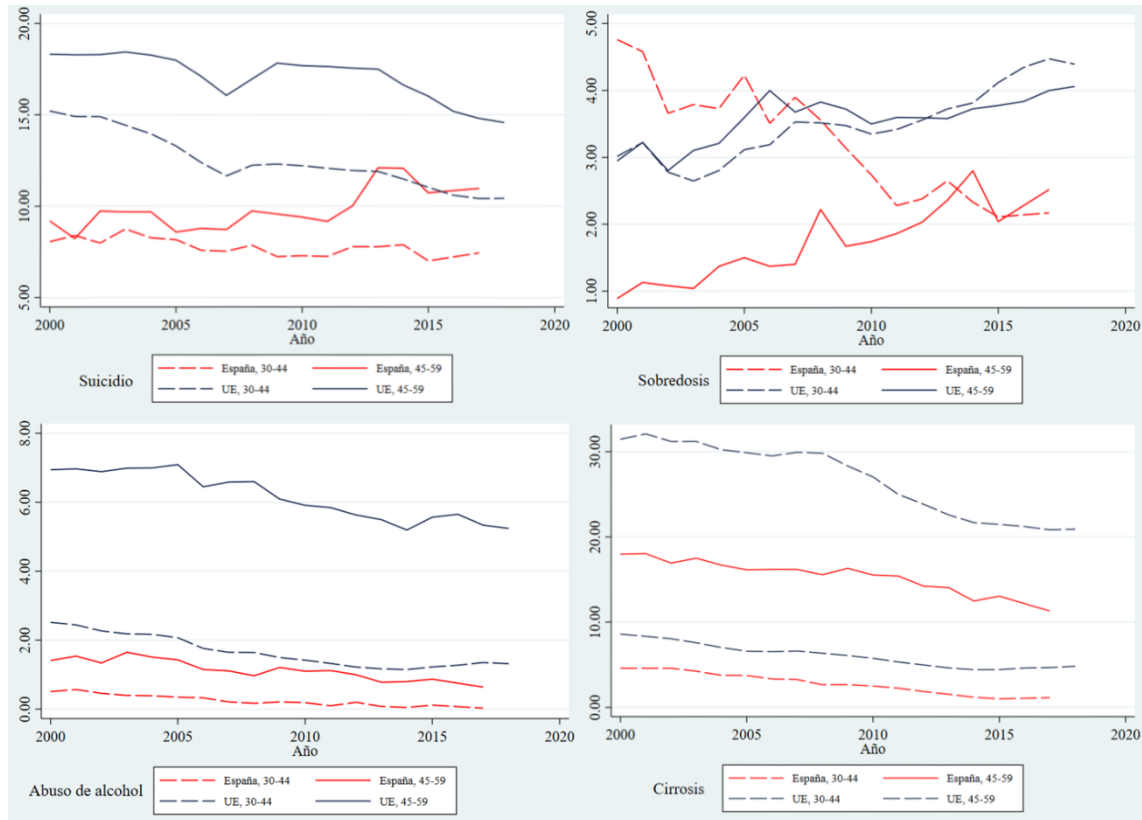 20.00
15.00
10.00
5.00
2000 2005 2010 2015 2020
Año
Suicidio
España, 30-44 España, 45-59
UE, 30-44 UE, 45-59
5.00
4.00
3.00
2.00
1.00
2000 2005 2010 2015 2020
Año
Sobredosis
España, 30-44 España, 45-59
UE, 30-44 UE, 45-59
8.00
6.00
4.00
2.00
0.00
2000 2005 2010 2015 2020
Año
Abuso de alcohol
España, 30-44 España, 45-59
UE, 30-44 UE, 45-59
30.00
20.00
10.00
0.00
2000 2005 2010 2015 2020
Año
Cirrosis
España, 30-44 España, 45-59
UE, 30-44 UE, 45-59